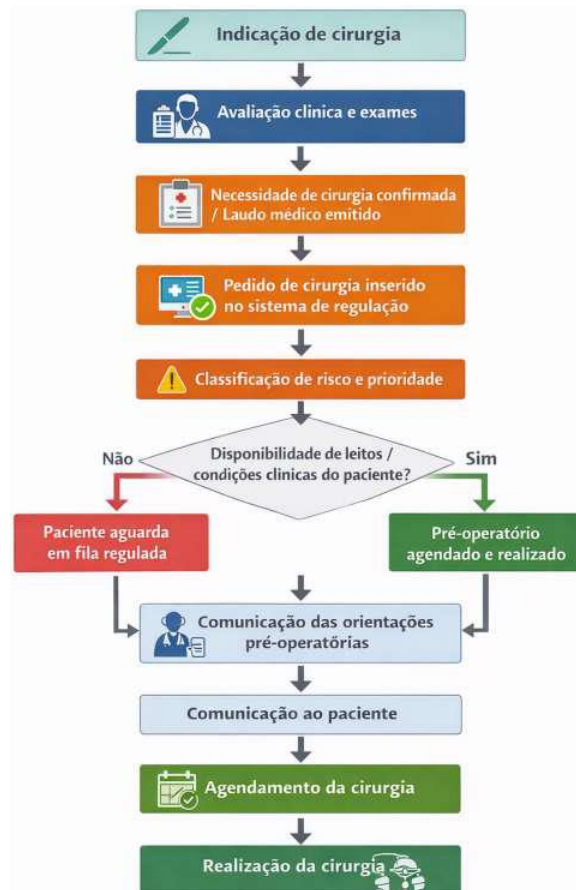 Indicação de cirurgia
Avaliação clinica e exames
Necessidade de cirurgia confirmada
/ Laudo médico emitido
Pedido de cirurgia inserido
no sistema de regulação
Classificação de risco e prioridade
Disponibilidade de leitos /
condições clinicas do paciente?
Não
Sim
Paciente aguarda
em fila regulada
Pré-operatório
agendado e realizado
Comunicação das orientações
pré-operatórias
Comunicação ao paciente
Agendamento da cirurgia
Realização da cirurgia